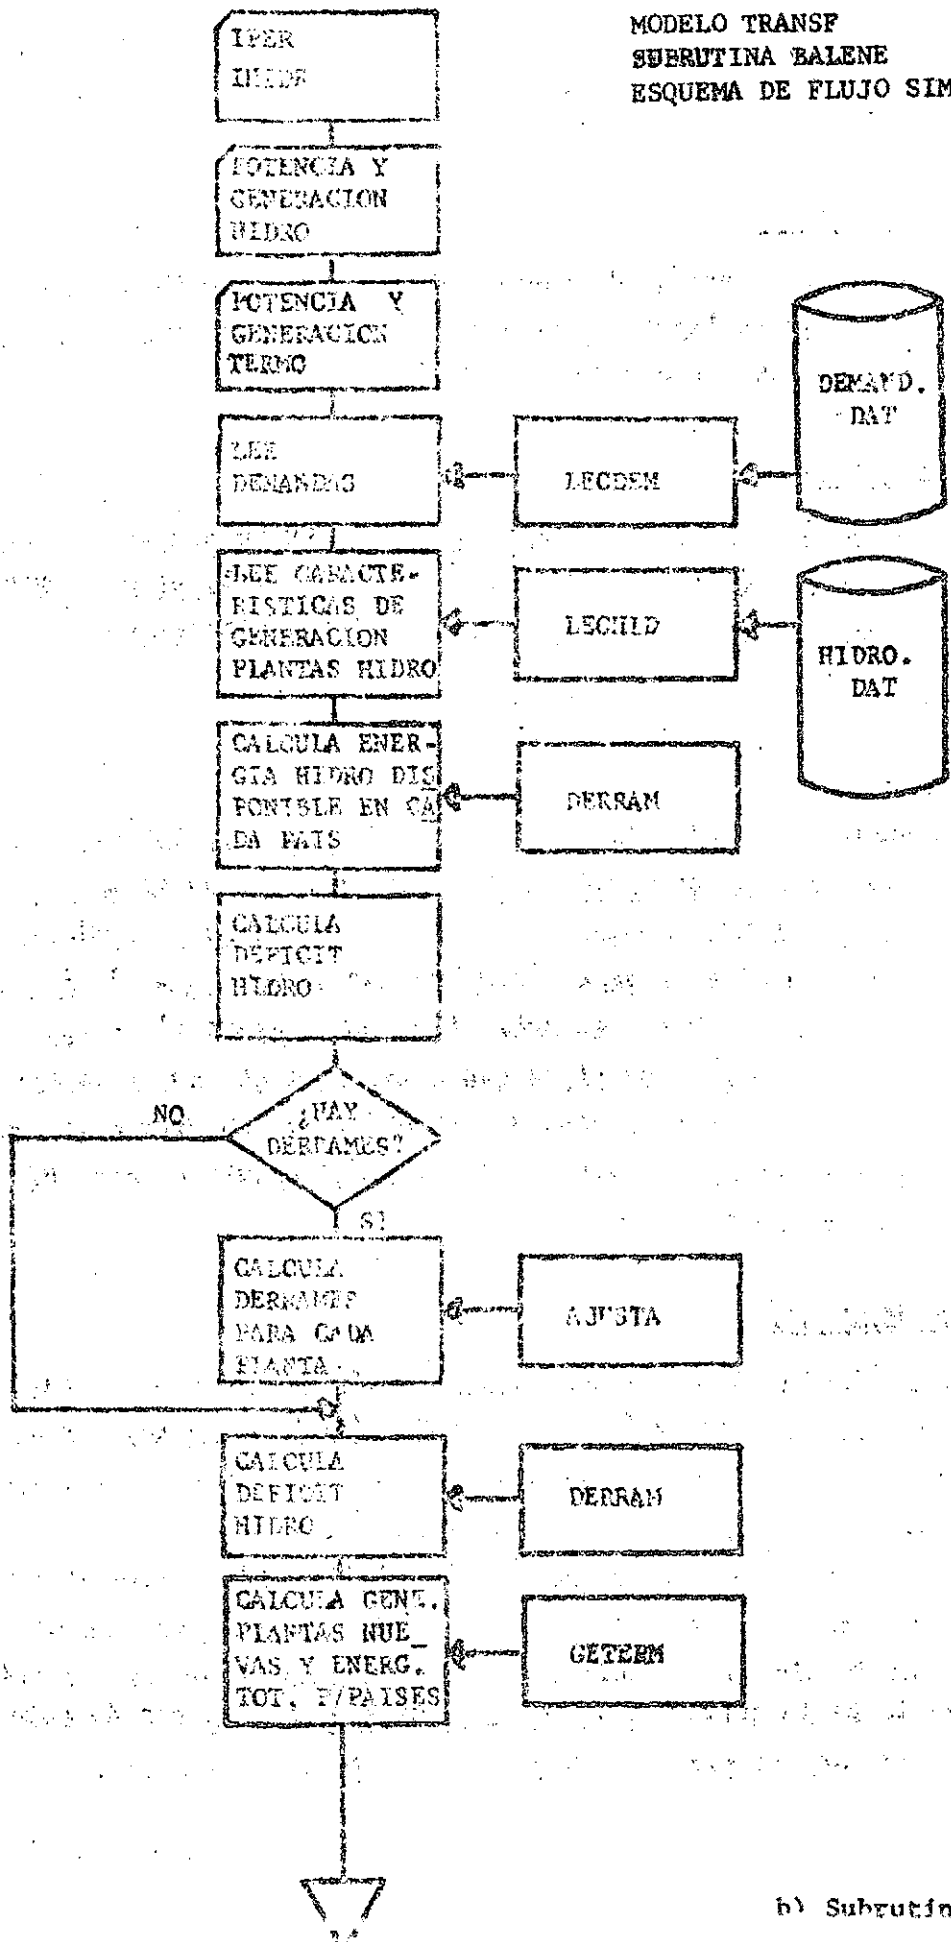 MODELO TRANSF
SUBRUTINA BALENE
ESQUEMA DE FLUJO SIM
IPER
POTENCIA Y
GENERACION
HIDRO
POTENCIA Y
GENERACION
TERMO
LEE
DEMANDAS
LECDEM
DEMAND.
DAT
LEE CARACTE-
RISTICAS DE
GENERACION
PLANTAS HIDRO
LECHID
HIDRO.
DAT
CALCULA ENER-
GIA HIDRO DIS
PONIBLE EN CA
DA PAIS
DERRAM
CALCULA
DEFICIT
HIDRO
¿HAY
DERRAMES?
NO
SI
CALCULA
DERRAMES
PARA CADA
PLANTA
AJUSTA
CALCULA
DEFICIT
HIDRO
DERRAM
CALCULA GENE.
PLANTAS NUE_
VAS Y ENERG.
TOT. P/PAISES
GETERM
b) Subrutin